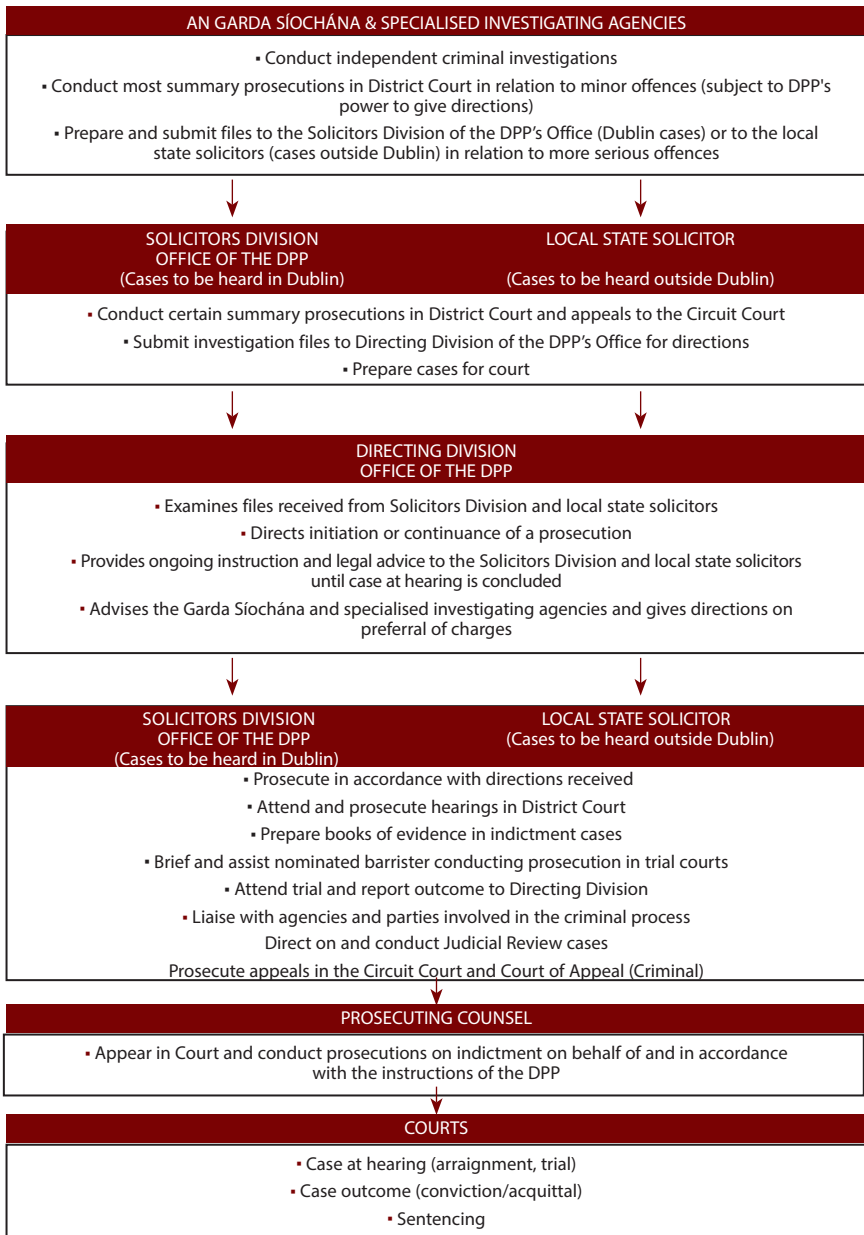 AN GARDA SÍOCHÁNA & SPECIALISED INVESTIGATING AGENCIES
▪ Conduct independent criminal investigations
▪ Conduct most summary prosecutions in District Court in relation to minor offences (subject to DPP's
power to give directions)
▪ Prepare and submit files to the Solicitors Division of the DPP’s Office (Dublin cases) or to the local
state solicitors (cases outside Dublin) in relation to more serious offences
SOLICITORS DIVISION
OFFICE OF THE DPP
(Cases to be heard in Dublin)
LOCAL STATE SOLICITOR
(Cases to be heard outside Dublin)
▪ Conduct certain summary prosecutions in District Court and appeals to the Circuit Court
▪ Submit investigation files to Directing Division of the DPP’s Office for directions
▪ Prepare cases for court
DIRECTING DIVISION
OFFICE OF THE DPP
▪ Examines files received from Solicitors Division and local state solicitors
▪ Directs initiation or continuance of a prosecution
▪ Provides ongoing instruction and legal advice to the Solicitors Division and local state solicitors
until case at hearing is concluded
▪ Advises the Garda Síochána and specialised investigating agencies and gives directions on
preferral of charges
SOLICITORS DIVISION
OFFICE OF THE DPP
(Cases to be heard in Dublin)
LOCAL STATE SOLICITOR
(Cases to be heard outside Dublin)
▪ Prosecute in accordance with directions received
▪ Attend and prosecute hearings in District Court
▪ Prepare books of evidence in indictment cases
▪ Brief and assist nominated barrister conducting prosecution in trial courts
▪ Attend trial and report outcome to Directing Division
▪ Liaise with agencies and parties involved in the criminal process
Direct on and conduct Judicial Review cases
Prosecute appeals in the Circuit Court and Court of Appeal (Criminal)
PROSECUTING COUNSEL
▪ Appear in Court and conduct prosecutions on indictment on behalf of and in accordance
with the instructions of the DPP
COURTS
▪ Case at hearing (arraignment, trial)
▪ Case outcome (conviction/acquittal)
▪ Sentencing